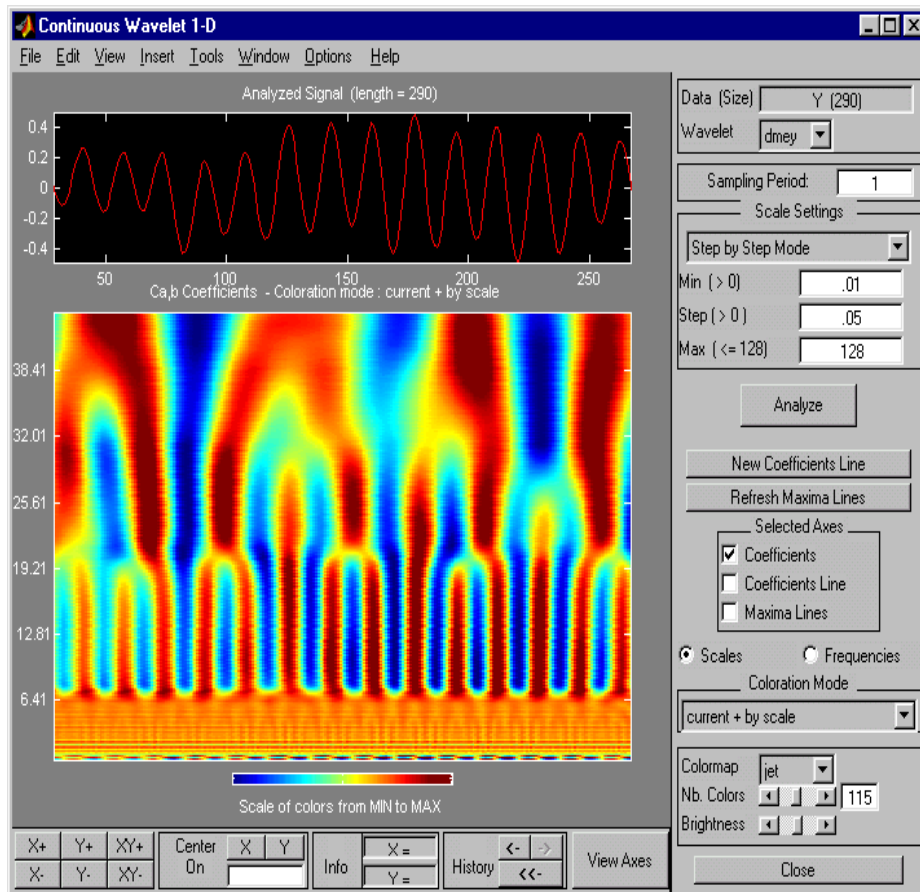 Continuous Wavelet 1-D
File Edit View Insert Tools Window Options Help
Analyzed Signal (length = 290)
0.4
0.2
0
-0.2
-0.4
50 100 150 200 250
Ca,b Coefficients - Coloration mode : current + by scale
38.41
32.01
25.61
19.21
12.81
6.41
Scale of colors from MIN to MAX
Data (Size) Y (290)
Wavelet dmey
Sampling Period: 1
Scale Settings
Step by Step Mode
Min ( > 0) .01
Step ( > 0 ) .05
Max ( <= 128) 128
Analyze
New Coefficients Line
Refresh Maxima Lines
Selected Axes
Coefficients
Coefficients Line
Maxima Lines
Scales Frequencies
Coloration Mode
current + by scale
Colormap jet
Nb. Colors 115
Brightness
Close
X+ Y+ XY+
X- Y- XY-
Center
On
X Y
Info
X =
Y =
History
<- ->
<<-
View Axes